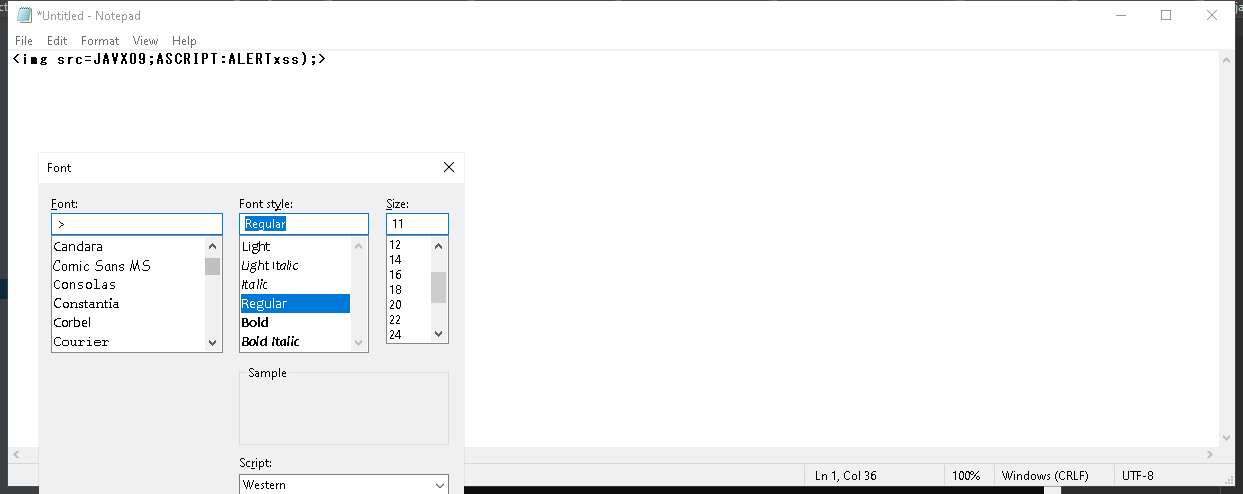 *Untitled - Notepad
File Edit Format View Help
<img src=JAVX09;ASCRIPT:ALERTxss);>
Font
Font: Font style: Size:
> Regular 11
Candara Light 12
Comic Sans MS Light Italic 14
Consolas Italic 16
Constantia Regular 18
Corbel Bold 20
Courier Bold Italic 22
24
Sample
Script:
Western
Ln 1, Col 36 100% Windows (CRLF) UTF-8